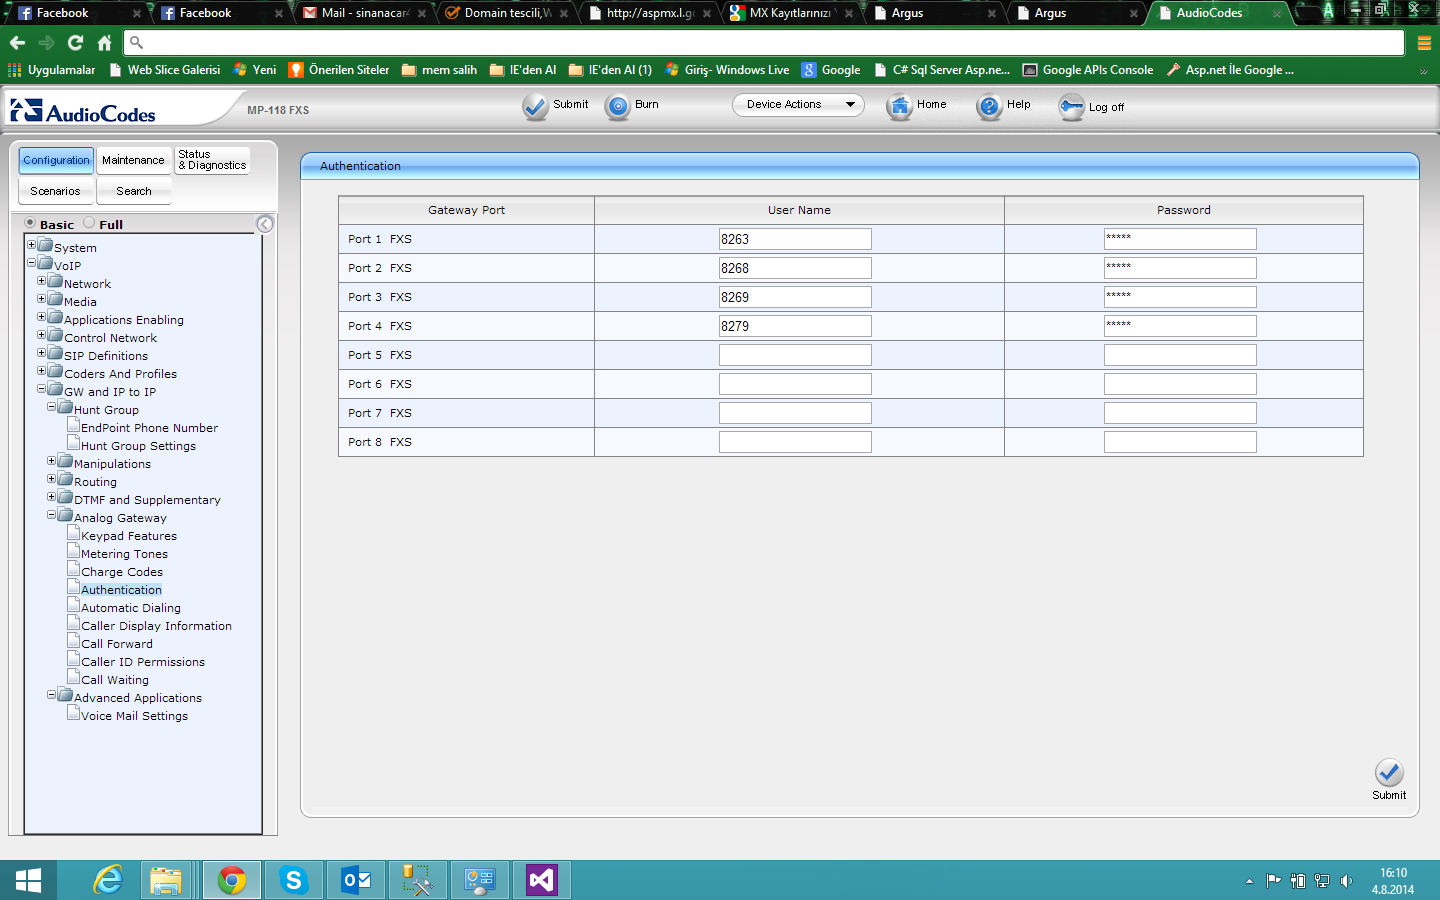 Facebook
Facebook
Mail - sinanacar
Domain tescili,W
http://aspmx.l.go
MX Kayıtlarınızı
Argus
Argus
AudioCodes
Uygulamalar
Web Slice Galerisi
Yeni
Önerilen Siteler
mem salih
IE'den Al
IE'den Al (1)
Giriş- Windows Live
Google
C# Sql Server Asp.ne...
Google APIs Console
Asp.net İle Google ...
AudioCodes
MP-118 FXS
Submit
Burn
Device Actions
Home
Help
Log off
Configuration
Maintenance
Status
& Diagnostics
Scenarios
Search
Basic
Full
System
VoIP
Network
Media
Applications Enabling
Control Network
SIP Definitions
Coders And Profiles
GW and IP to IP
Hunt Group
EndPoint Phone Number
Hunt Group Settings
Manipulations
Routing
DTMF and Supplementary
Analog Gateway
Keypad Features
Metering Tones
Charge Codes
Authentication
Automatic Dialing
Caller Display Information
Call Forward
Caller ID Permissions
Call Waiting
Advanced Applications
Voice Mail Settings
Authentication
Gateway Port User Name Password
Port 1 FXS 8263 *****
Port 2 FXS 8268 *****
Port 3 FXS 8269 *****
Port 4 FXS 8279 *****
Port 5 FXS
Port 6 FXS
Port 7 FXS
Port 8 FXS
Submit
16:10
4.8.2014